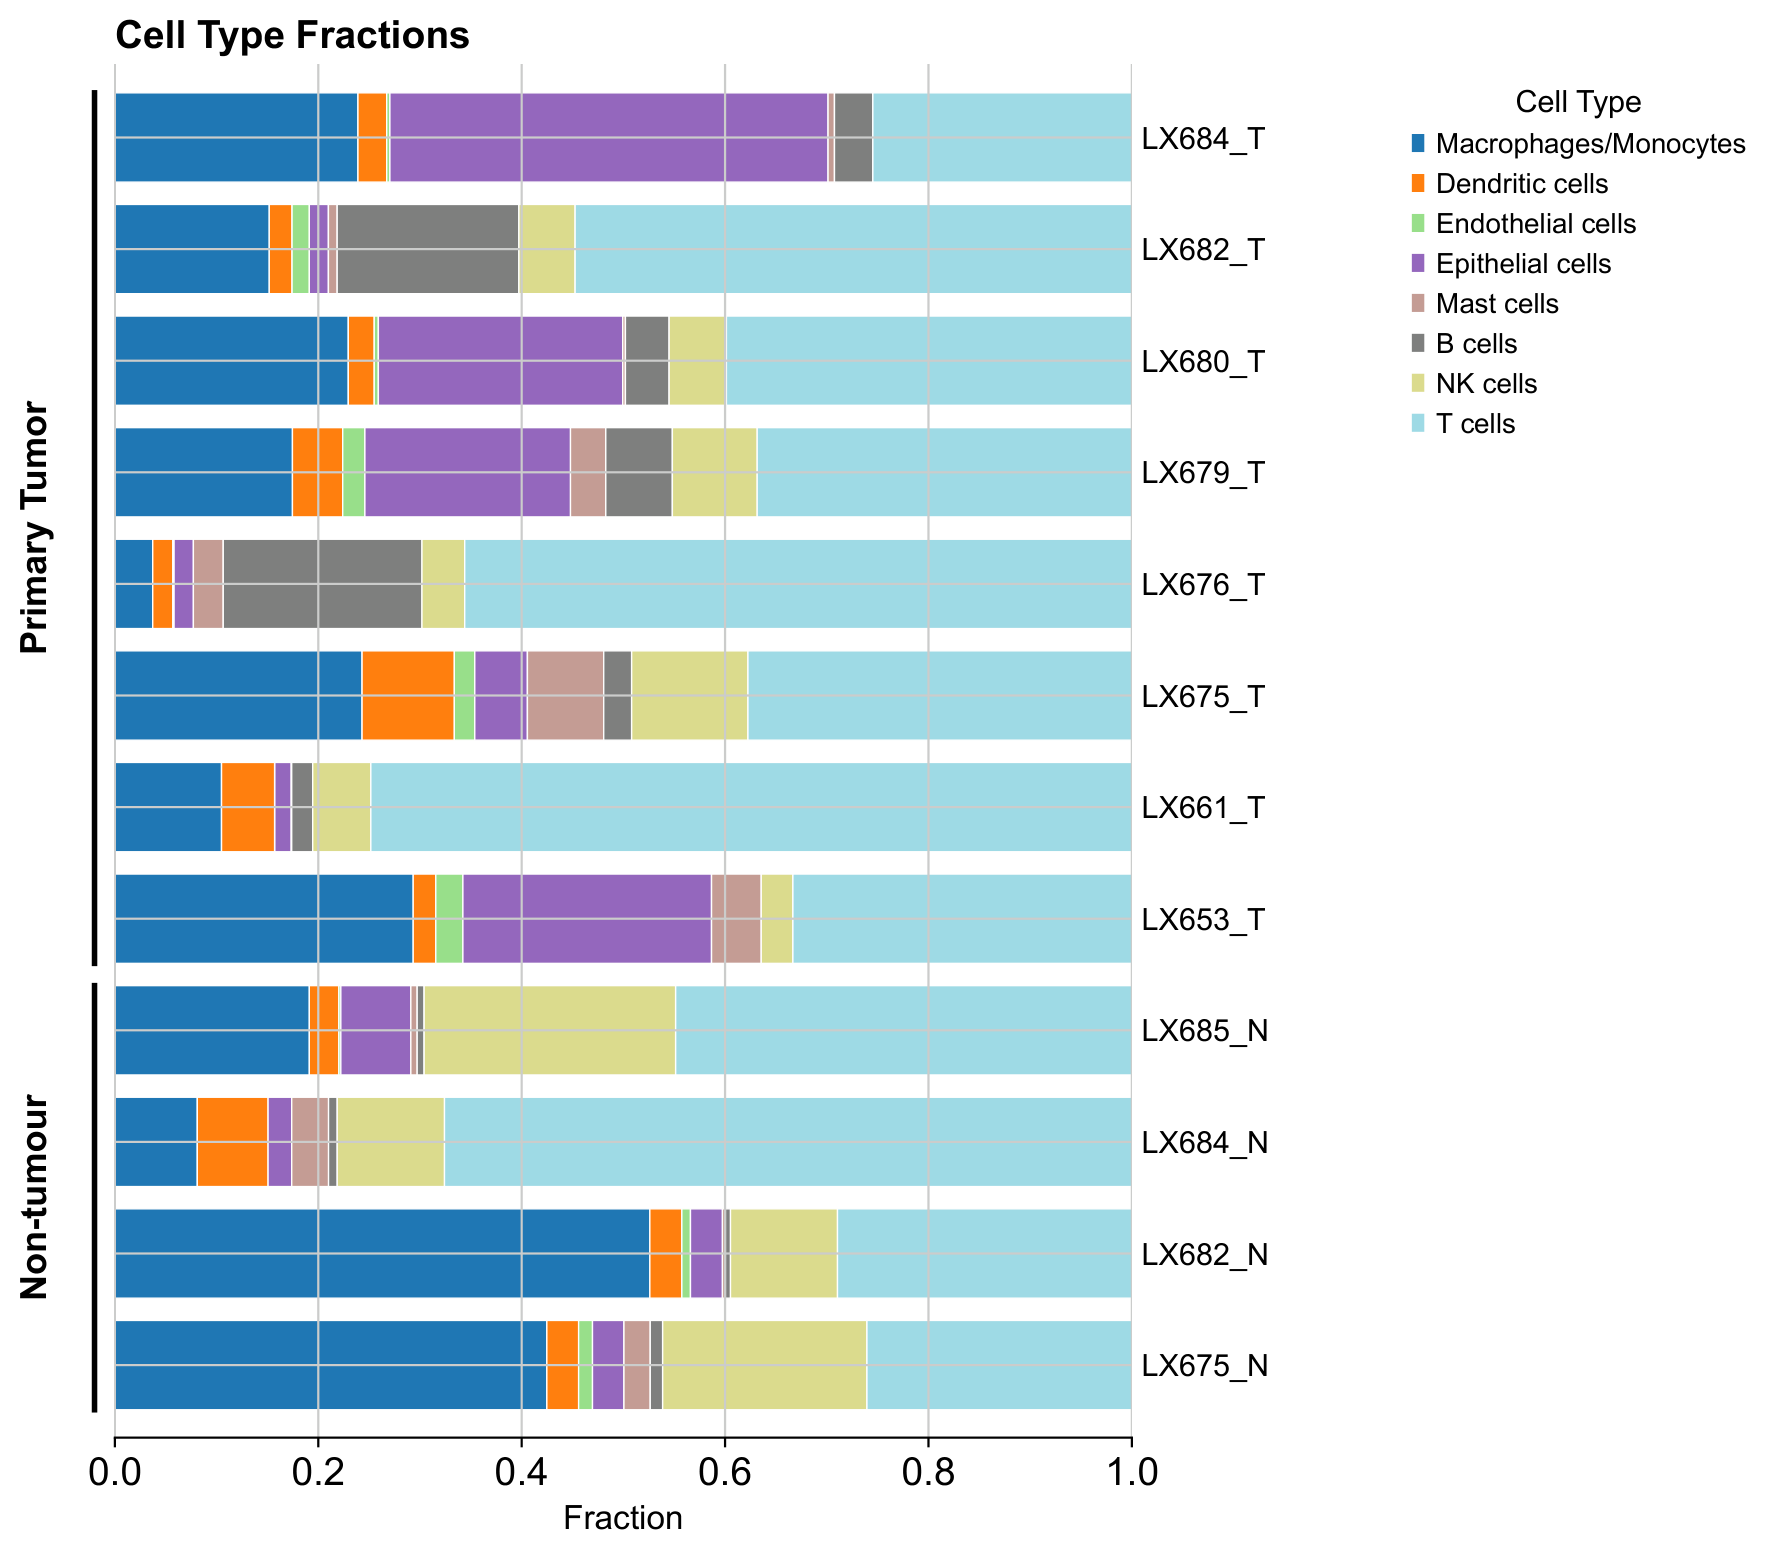 Cell Type Fractions
Primary Tumor
Non-tumour
LX684_T
LX682_T
LX680_T
LX679_T
LX676_T
LX675_T
LX661_T
LX653_T
LX685_N
LX684_N
LX682_N
LX675_N
0.0 0.2 0.4 0.6 0.8 1.0
Fraction
Cell Type
Macrophages/Monocytes
Dendritic cells
Endothelial cells
Epithelial cells
Mast cells
B cells
NK cells
T cells